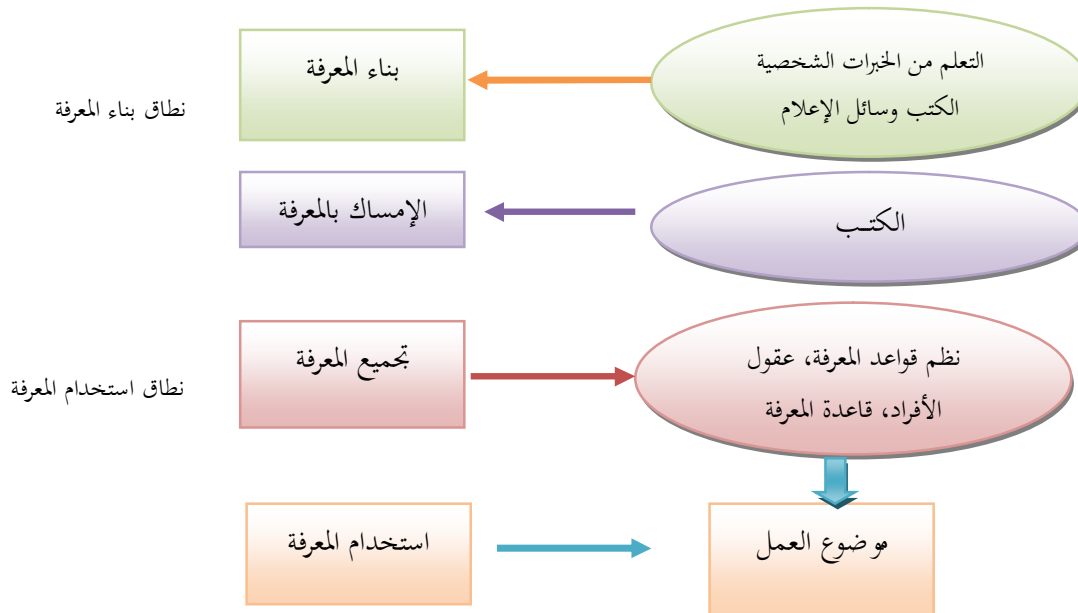 التعلم من الخبرات الشخصية
الكتب وسائل الإعلام
بناء المعرفة
نطاق بناء المعرفة
الكتــب
الإمساك بالمعرفة
نظم قواعد المعرفة، عقول
الأفراد، قاعدة المعرفة
تجميع المعرفة
نطاق استخدام المعرفة
موضوع العمل
استخدام المعرفة